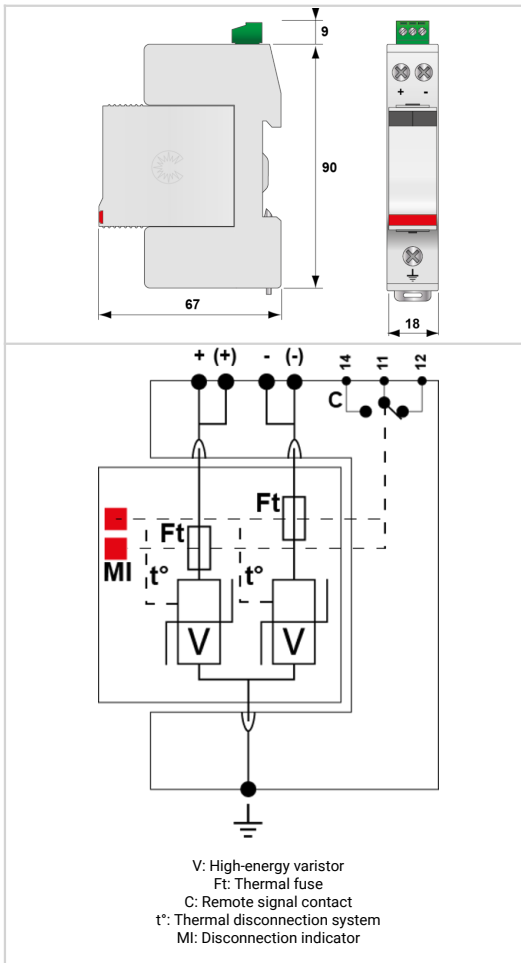 9
+ -
90
67
18
+ (+) - (-) 14 11 12
C
Ft
Ft
MI t° t°
V V
V: High-energy varistor
Ft: Thermal fuse
C: Remote signal contact
t°: Thermal disconnection system
MI: Disconnection indicator